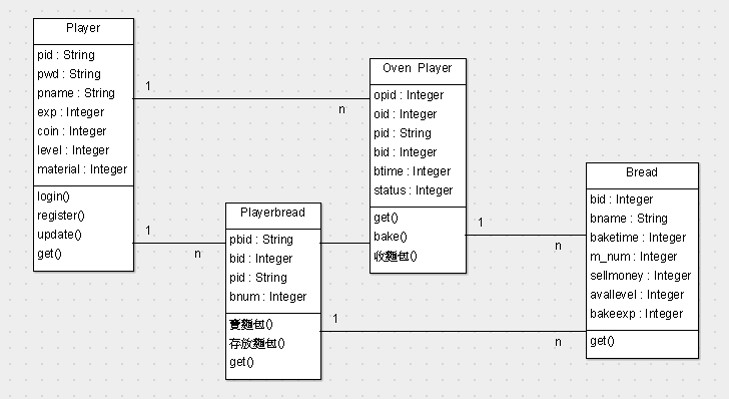 Player
pid : String
pwd : String
pname : String
exp : Integer
coin : Integer
level : Integer
material : Integer
login()
register()
update()
get()
1
n
1
n
Oven Player
opid : Integer
oid : Integer
pid : String
bid : Integer
btime : Integer
status : Integer
get()
bake()
收麵包()
Playerbread
pbid : String
bid : Integer
pid : String
bnum : Integer
賣麵包()
存放麵包()
get()
1
n
1
n
Bread
bid : Integer
bname : String
baketime : Integer
m_num : Integer
sellmoney : Integer
avallevel : Integer
bakeexp : Integer
get()